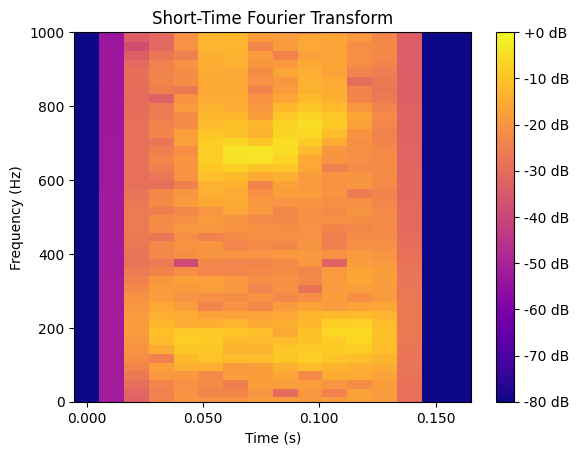 Short-Time Fourier Transform
1000
800
600
400
200
0
Frequency (Hz)
0.000
0.050
0.100
0.150
Time (s)
+0 dB
-10 dB
-20 dB
-30 dB
-40 dB
-50 dB
-60 dB
-70 dB
-80 dB